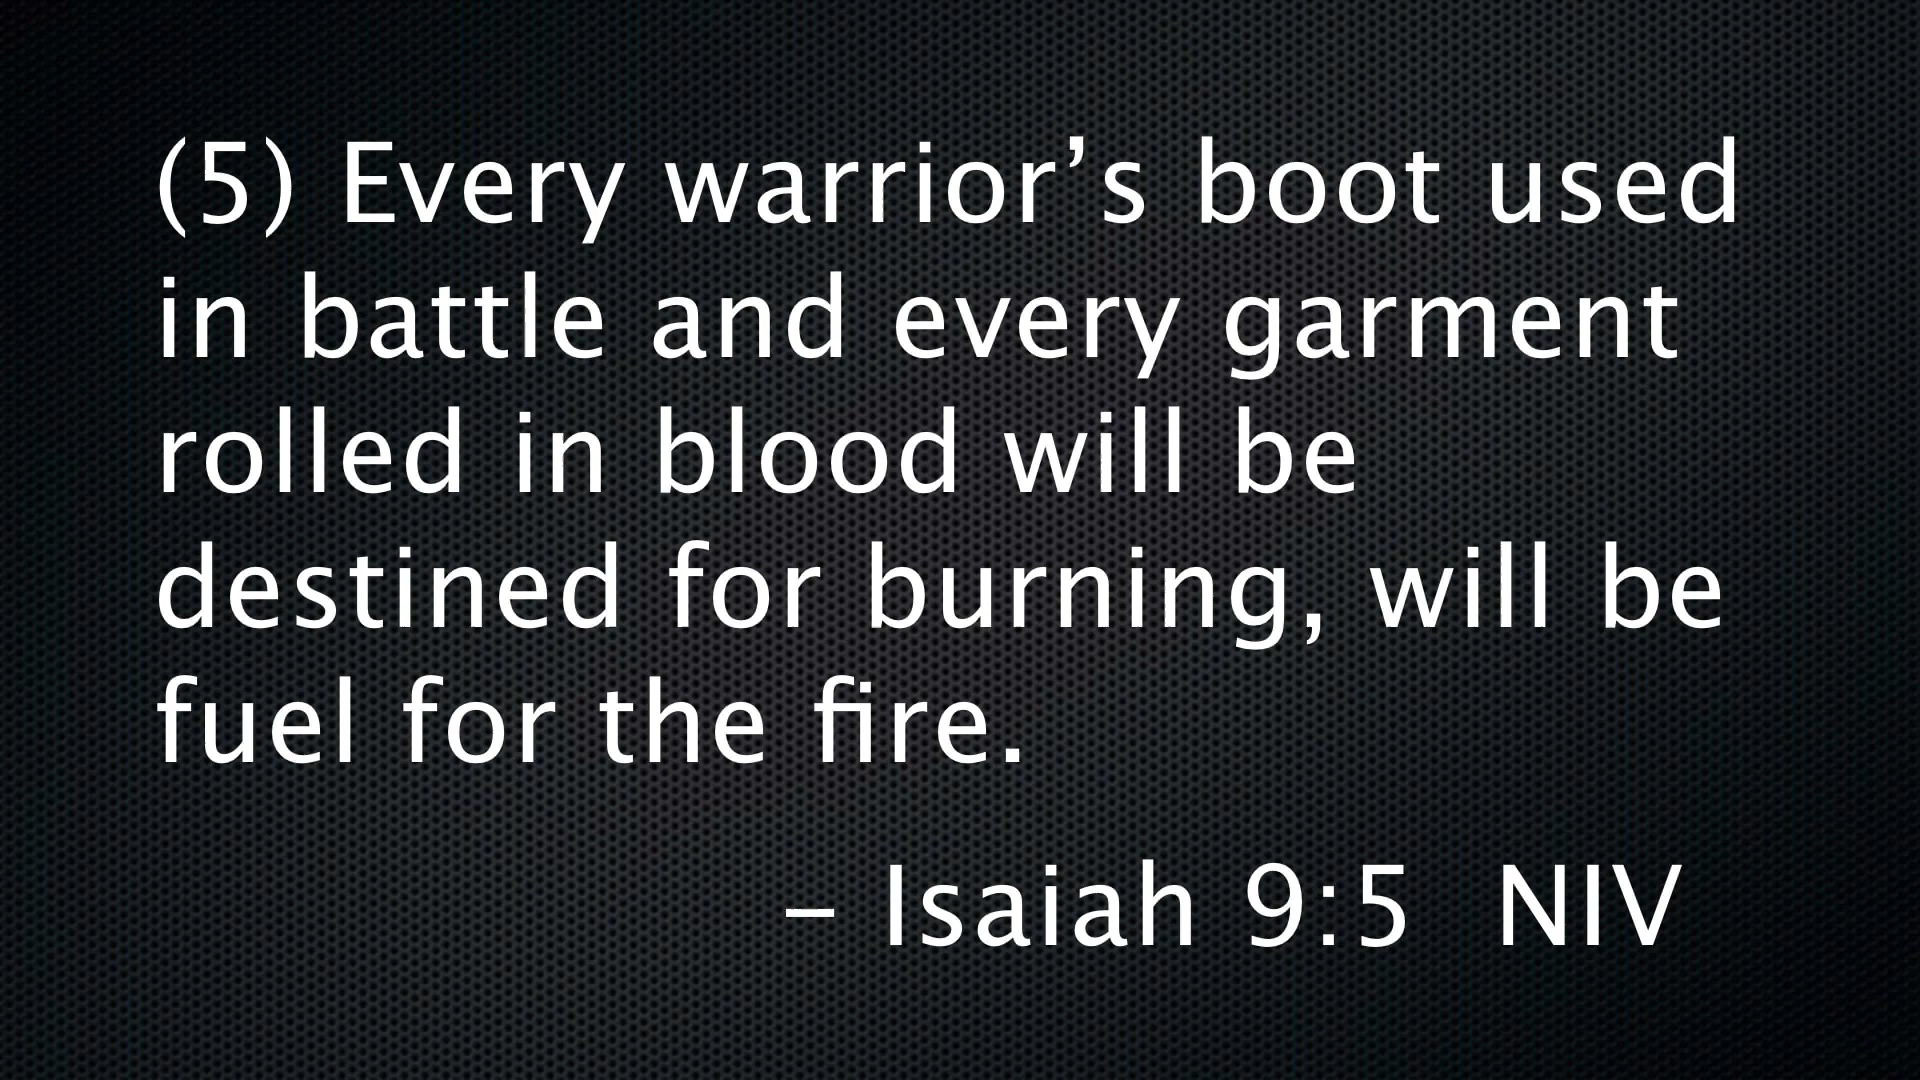 (5) Every warrior’s boot used
in battle and every garment
rolled in blood will be
destined for burning, will be
fuel for the fire.
– Isaiah 9:5  NIV